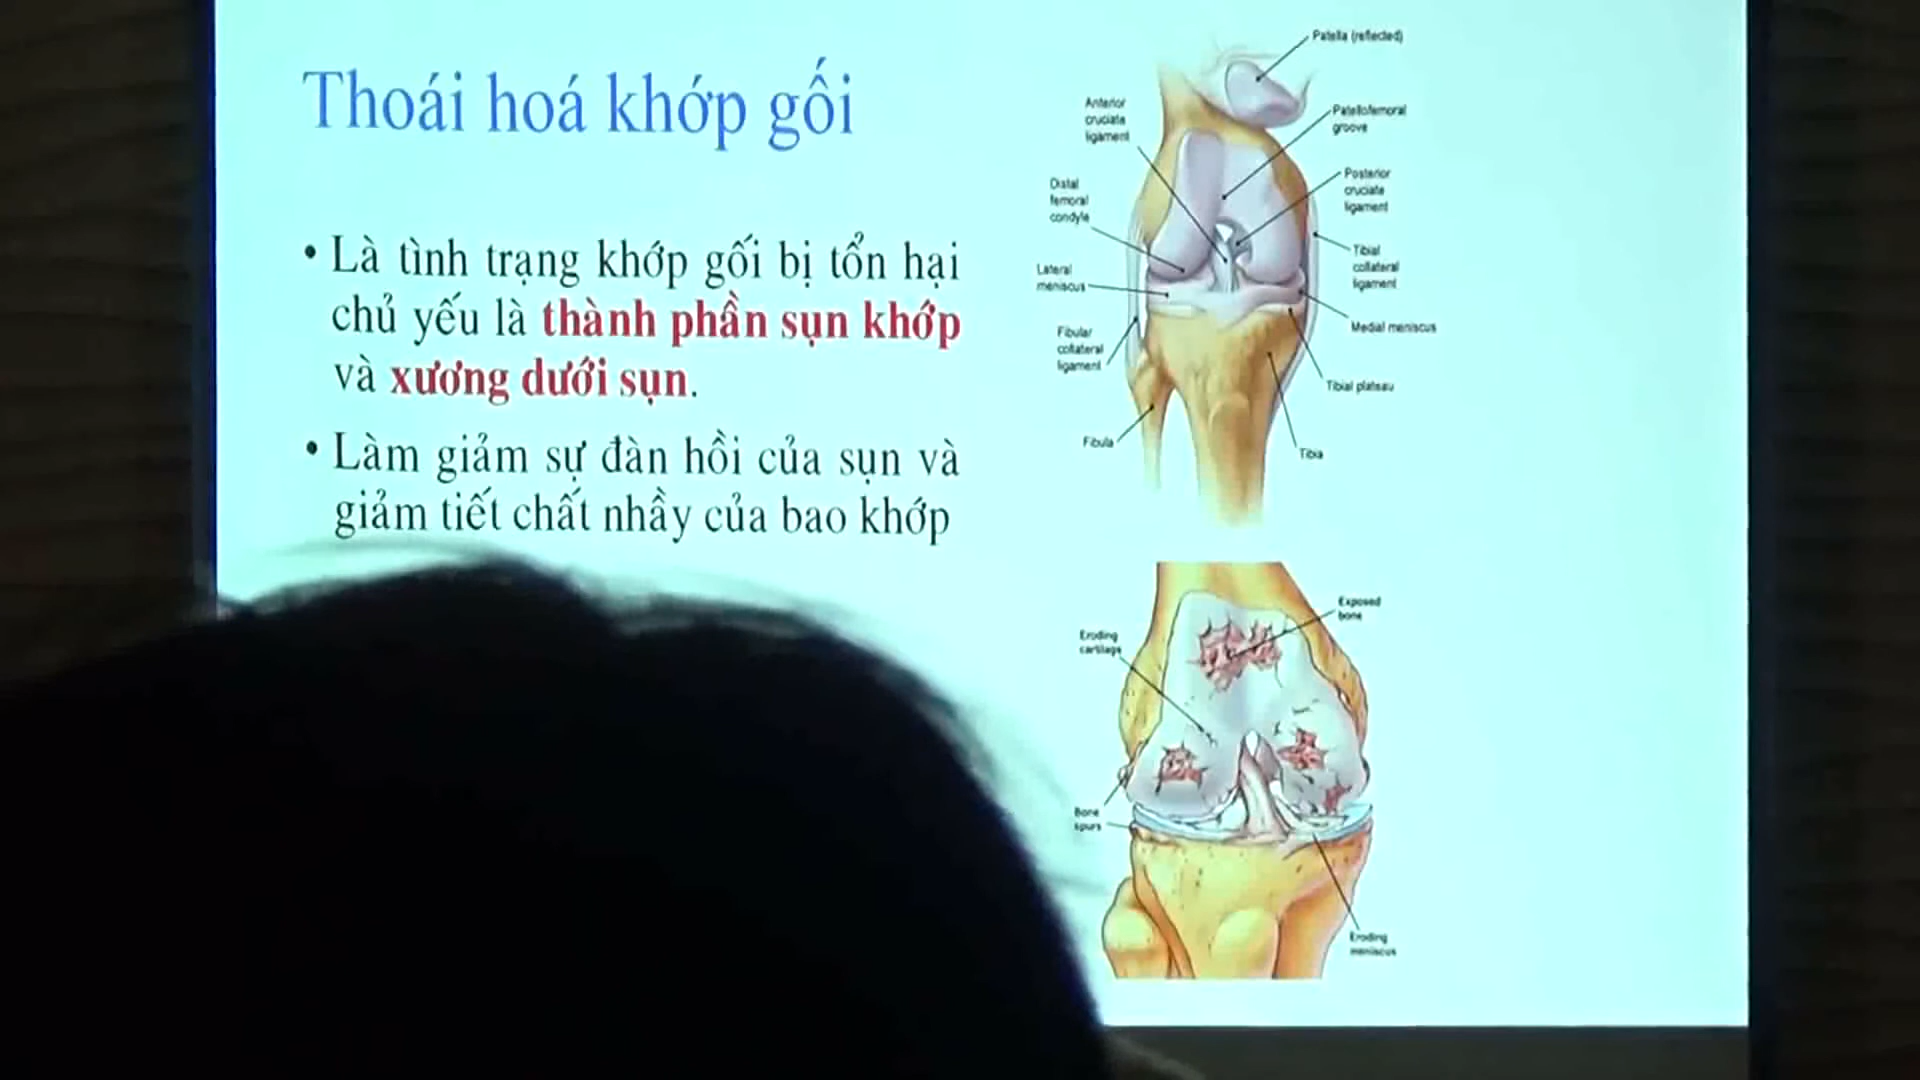 Thoái hoá khớp gối
• Là tình trạng khớp gối bị tổn hại
chủ yếu là thành phần sụn khớp
và xương dưới sụn.
• Làm giảm sự đàn hồi của sụn và
giảm tiết chất nhầy của bao khớp
Patella (reflected)
Anterior
cruciate
ligament
Patellofemoral
groove
Posterior
cruciate
ligament
Distal
femoral
condyle
Tibial
collateral
ligament
Lateral
meniscus
Medial meniscus
Fibular
collateral
ligament
Tibial plateau
Fibula
Tibia
Exposed
bone
Eroding
cartilage
Bone
spurs
Eroding
meniscus